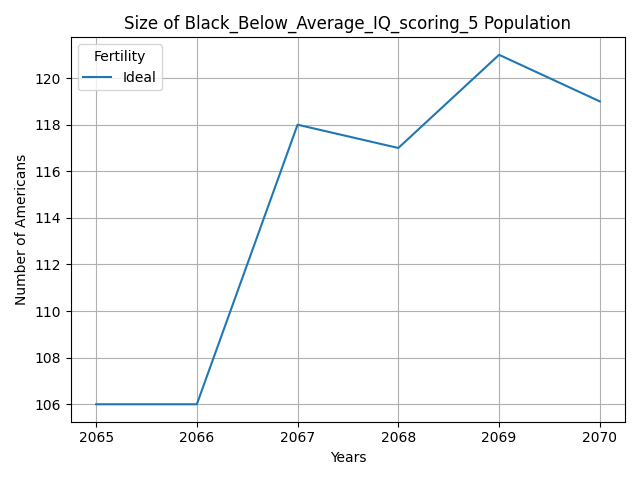 Size of Black_Below_Average_IQ_scoring_5 Population
Fertility
Ideal
Number of Americans
120
118
116
114
112
110
108
106
2065 2066 2067 2068 2069 2070
Years